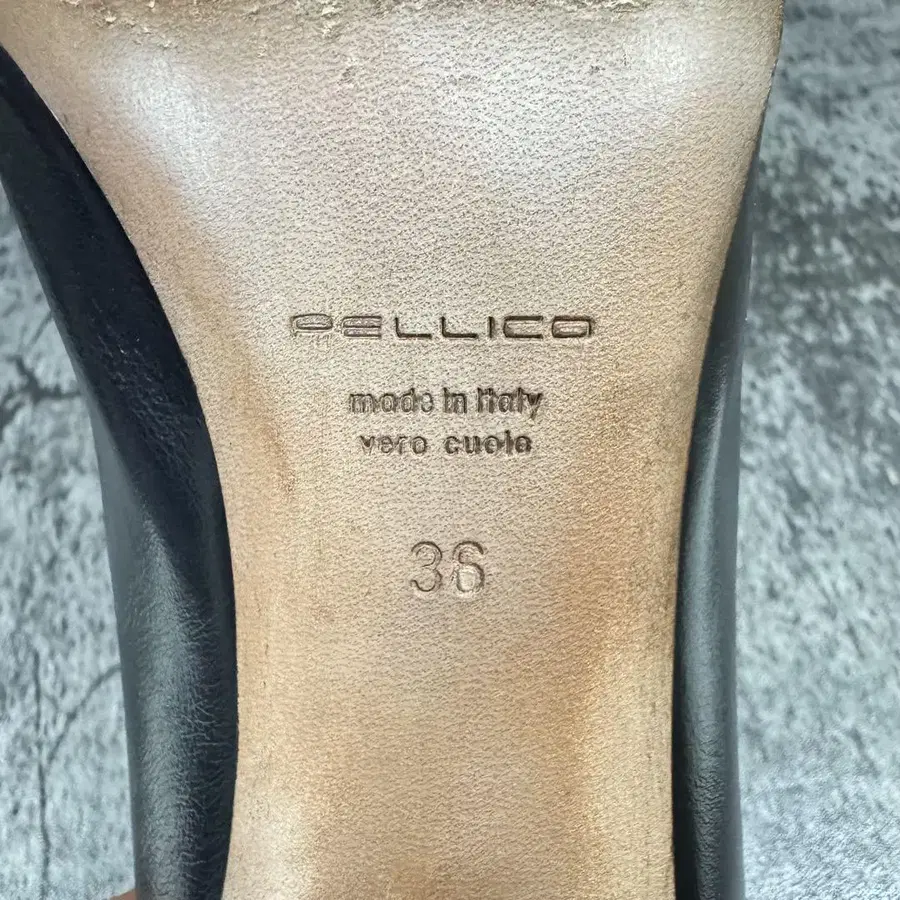 PELLICO
made in Italy
vero cuoio
36